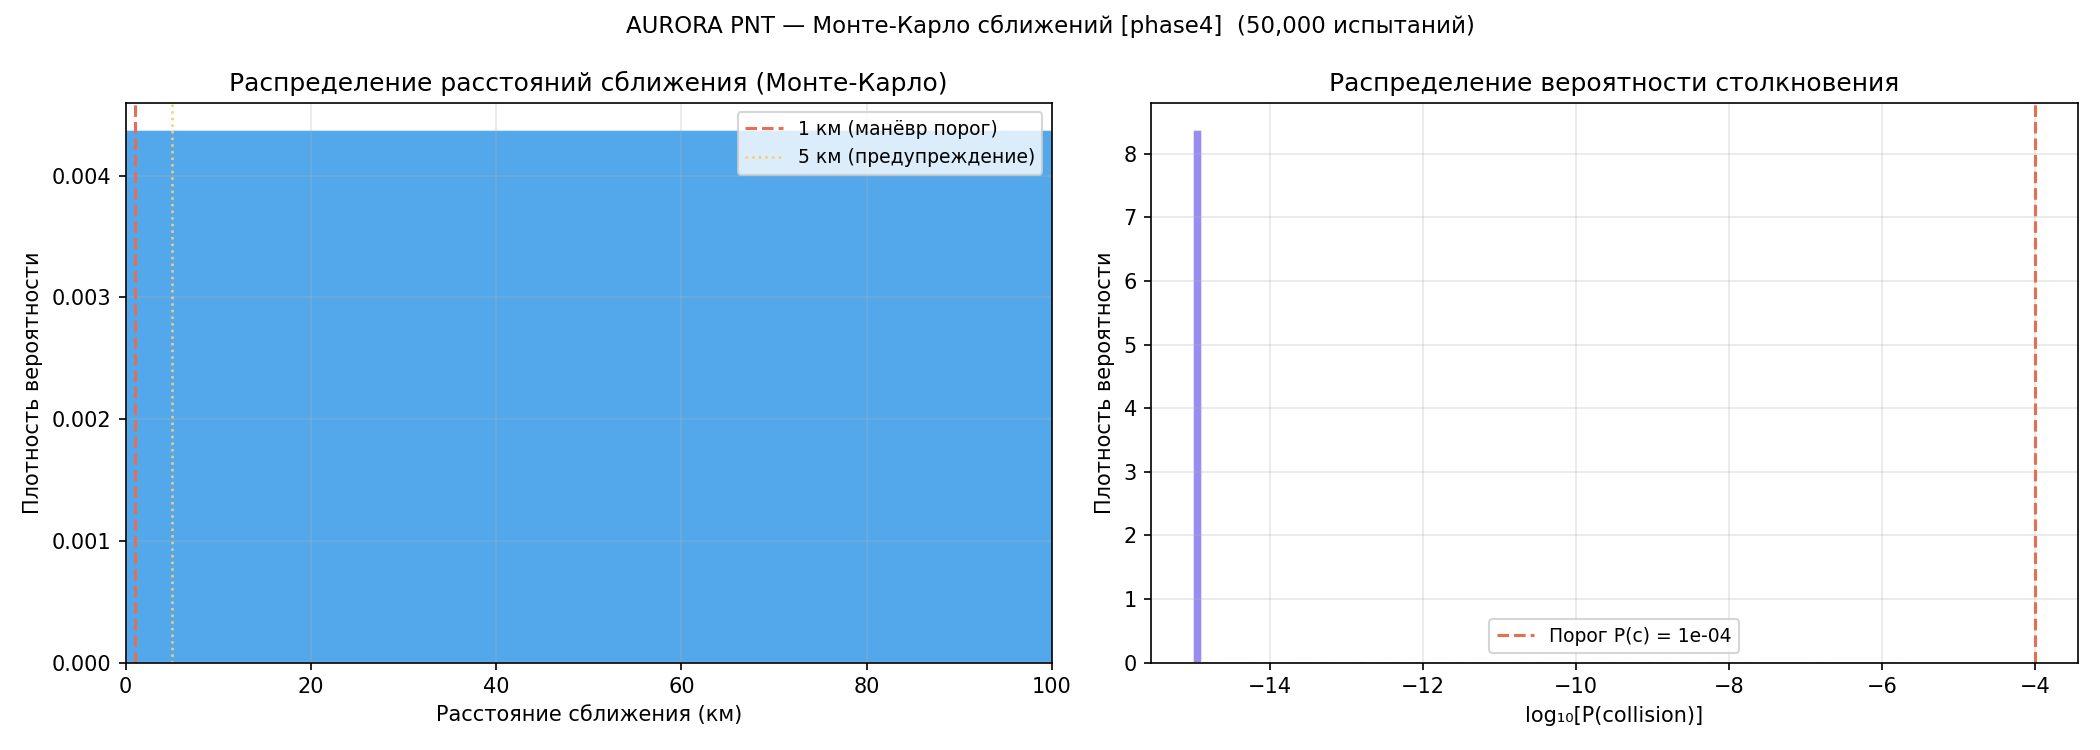 AURORA PNT — Монте-Карло сближений [phase4]  (50,000 испытаний)
Распределение расстояний сближения (Монте-Карло)
1 км (манёвр порог)
5 км (предупреждение)
Плотность вероятности
0.004
0.003
0.002
0.001
0.000
0 20 40 60 80 100
Расстояние сближения (км)
Распределение вероятности столкновения
Плотность вероятности
8
7
6
5
4
3
2
1
0
Порог P(c) = 1e-04
−14 −12 −10 −8 −6 −4
log₁₀[P(collision)]